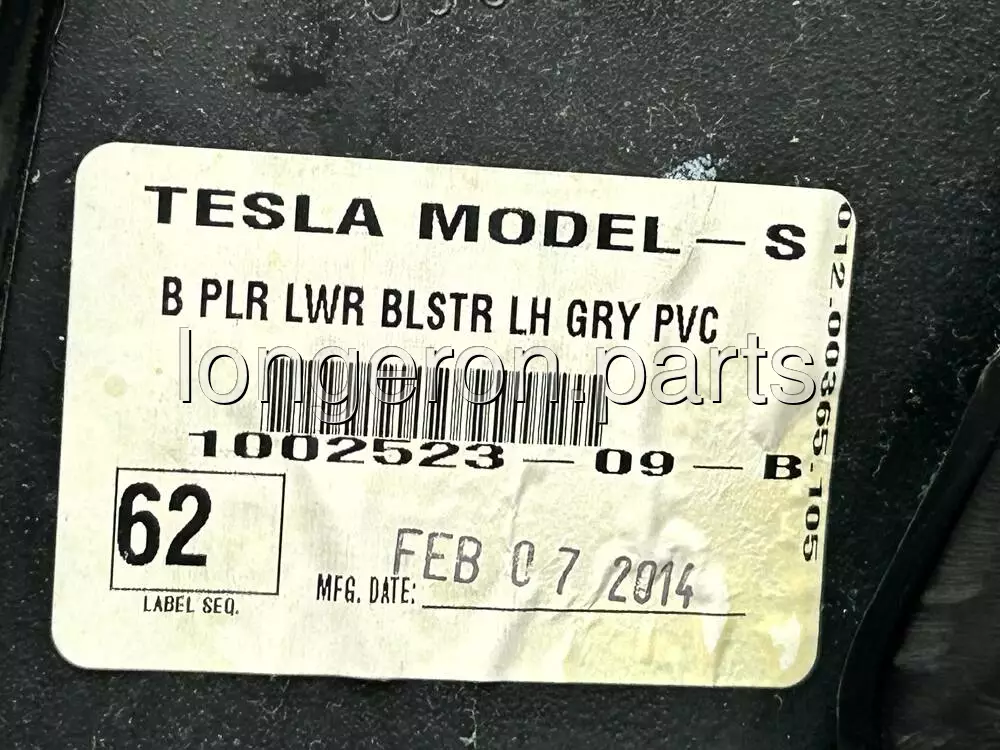 TESLA MODEL-S
B PLR LWR BLSTR LH GRY PVC
longeron.parts
1002523-09-B
62
LABEL SEQ.
MFG. DATE: FEB 07 2014
012.00365.105